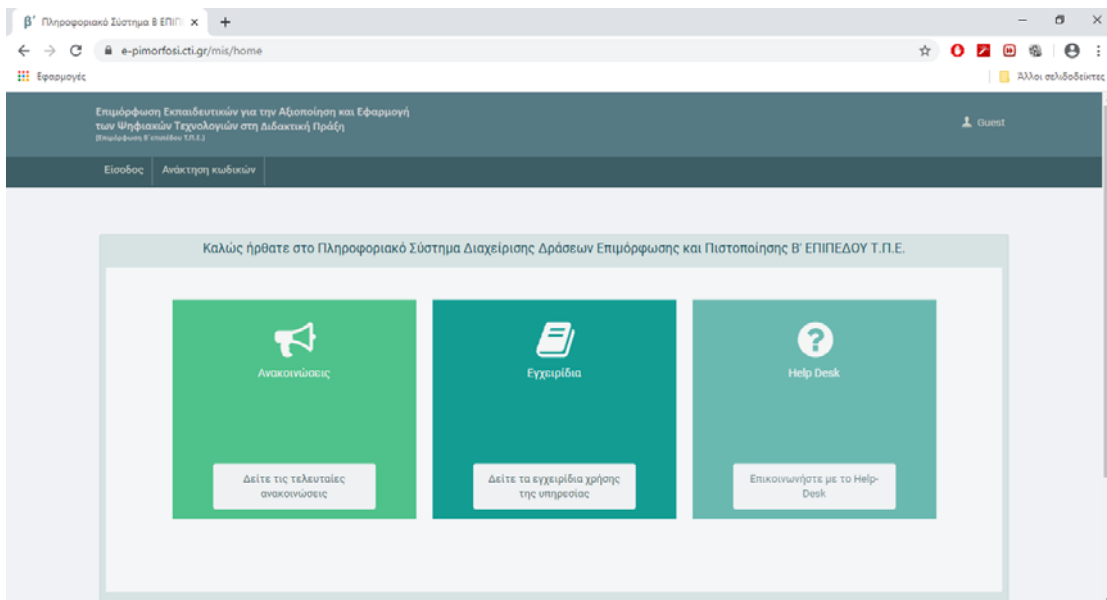 β' Πληροφοριακό Σύστημα Β ΕΠΙΠ
e-pimorfosi.cti.gr/mis/home
Εφαρμογές
Άλλοι σελιδοδείκτες
Επιμόρφωση Εκπαιδευτικών για την Αξιοποίηση και Εφαρμογή
των Ψηφιακών Τεχνολογιών στη Διδακτική Πράξη
(Επιμόρφωση Β' επιπέδου Τ.Π.Ε.)
Guest
Είσοδος
Ανάκτηση κωδικών
Καλώς ήρθατε στο Πληροφοριακό Σύστημα Διαχείρισης Δράσεων Επιμόρφωσης και Πιστοποίησης Β' ΕΠΙΠΕΔΟΥ Τ.Π.Ε.
Ανακοινώσεις
Δείτε τις τελευταίες
ανακοινώσεις
Εγχειρίδια
Δείτε τα εγχειρίδια χρήσης
της υπηρεσίας
Help Desk
Επικοινωνήστε με το Help-
Desk